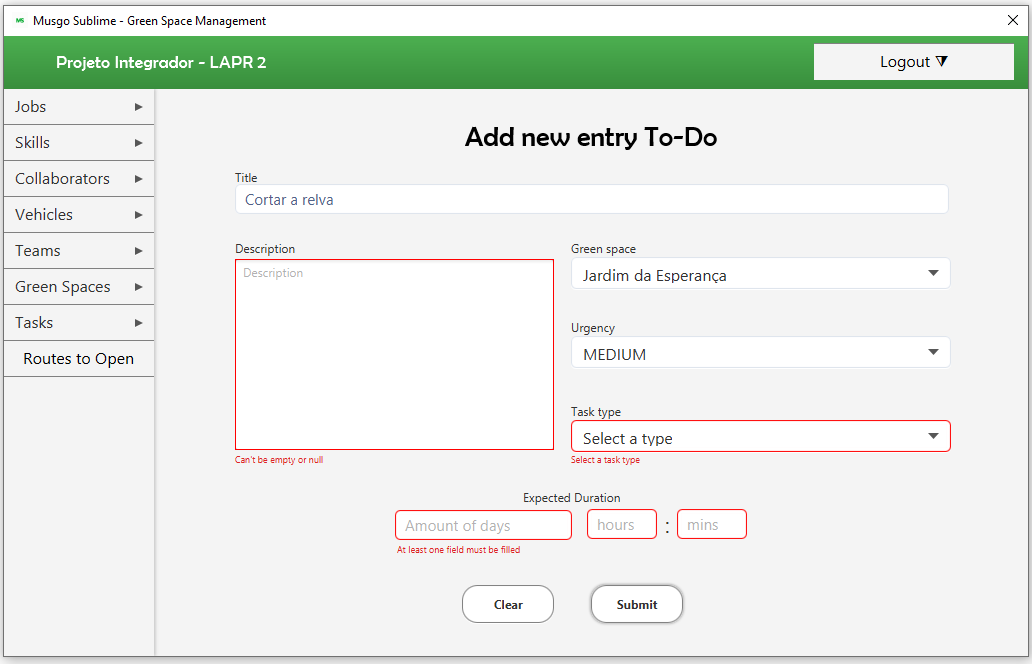 MS Musgo Sublime - Green Space Management
Projeto Integrador - LAPR 2
Logout
Jobs
Skills
Collaborators
Vehicles
Teams
Green Spaces
Tasks
Routes to Open
Add new entry To-Do
Title
Cortar a relva
Description
Description
Can't be empty or null
Green space
Jardim da Esperança
Urgency
MEDIUM
Task type
Select a type
Select a task type
Expected Duration
Amount of days hours : mins
At least one field must be filled
Clear Submit